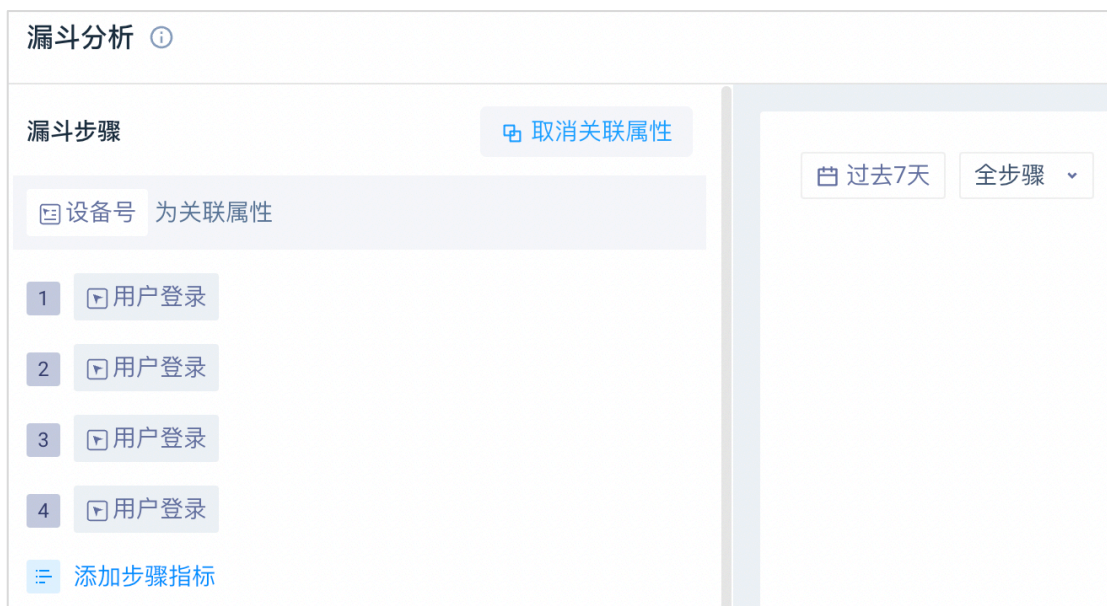 漏斗分析
漏斗步骤
取消关联属性
过去7天
全步骤
设备号 为关联属性
1 用户登录
2 用户登录
3 用户登录
4 用户登录
添加步骤指标